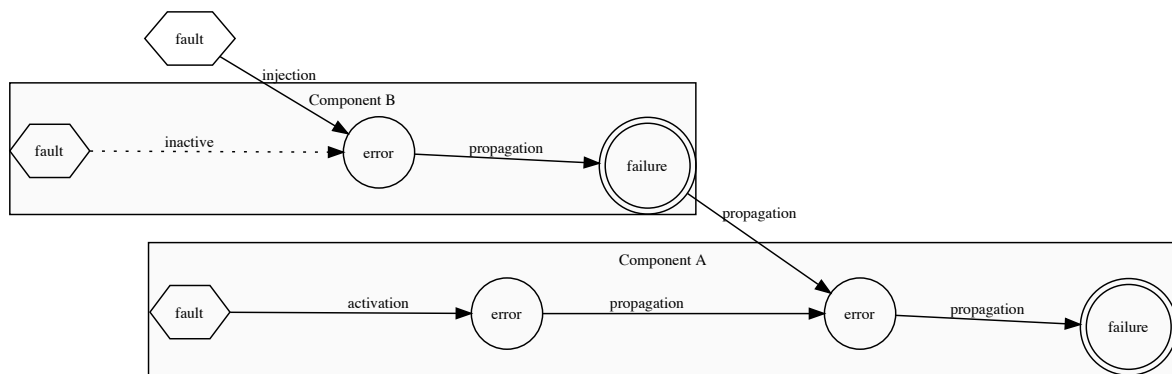 fault
injection
Component B
fault
inactive
error
propagation
failure
propagation
Component A
fault
activation
error
propagation
error
propagation
failure